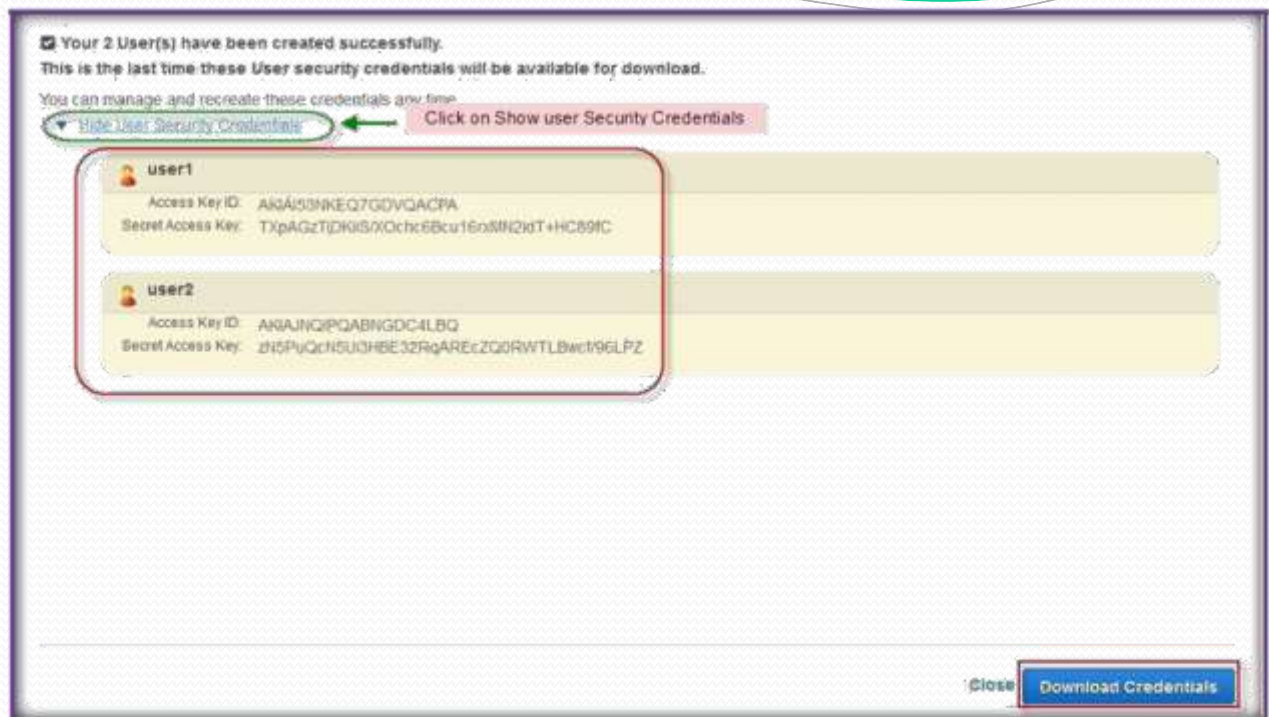 Your 2 User(s) have been created successfully.
This is the last time these User security credentials will be available for download.
You can manage and recreate these credentials any time.
Hide User Security Credentials
Click on Show user Security Credentials
user1
Access Key ID:
Secret Access Key:
user2
Access Key ID:
Secret Access Key:
Close
Download Credentials